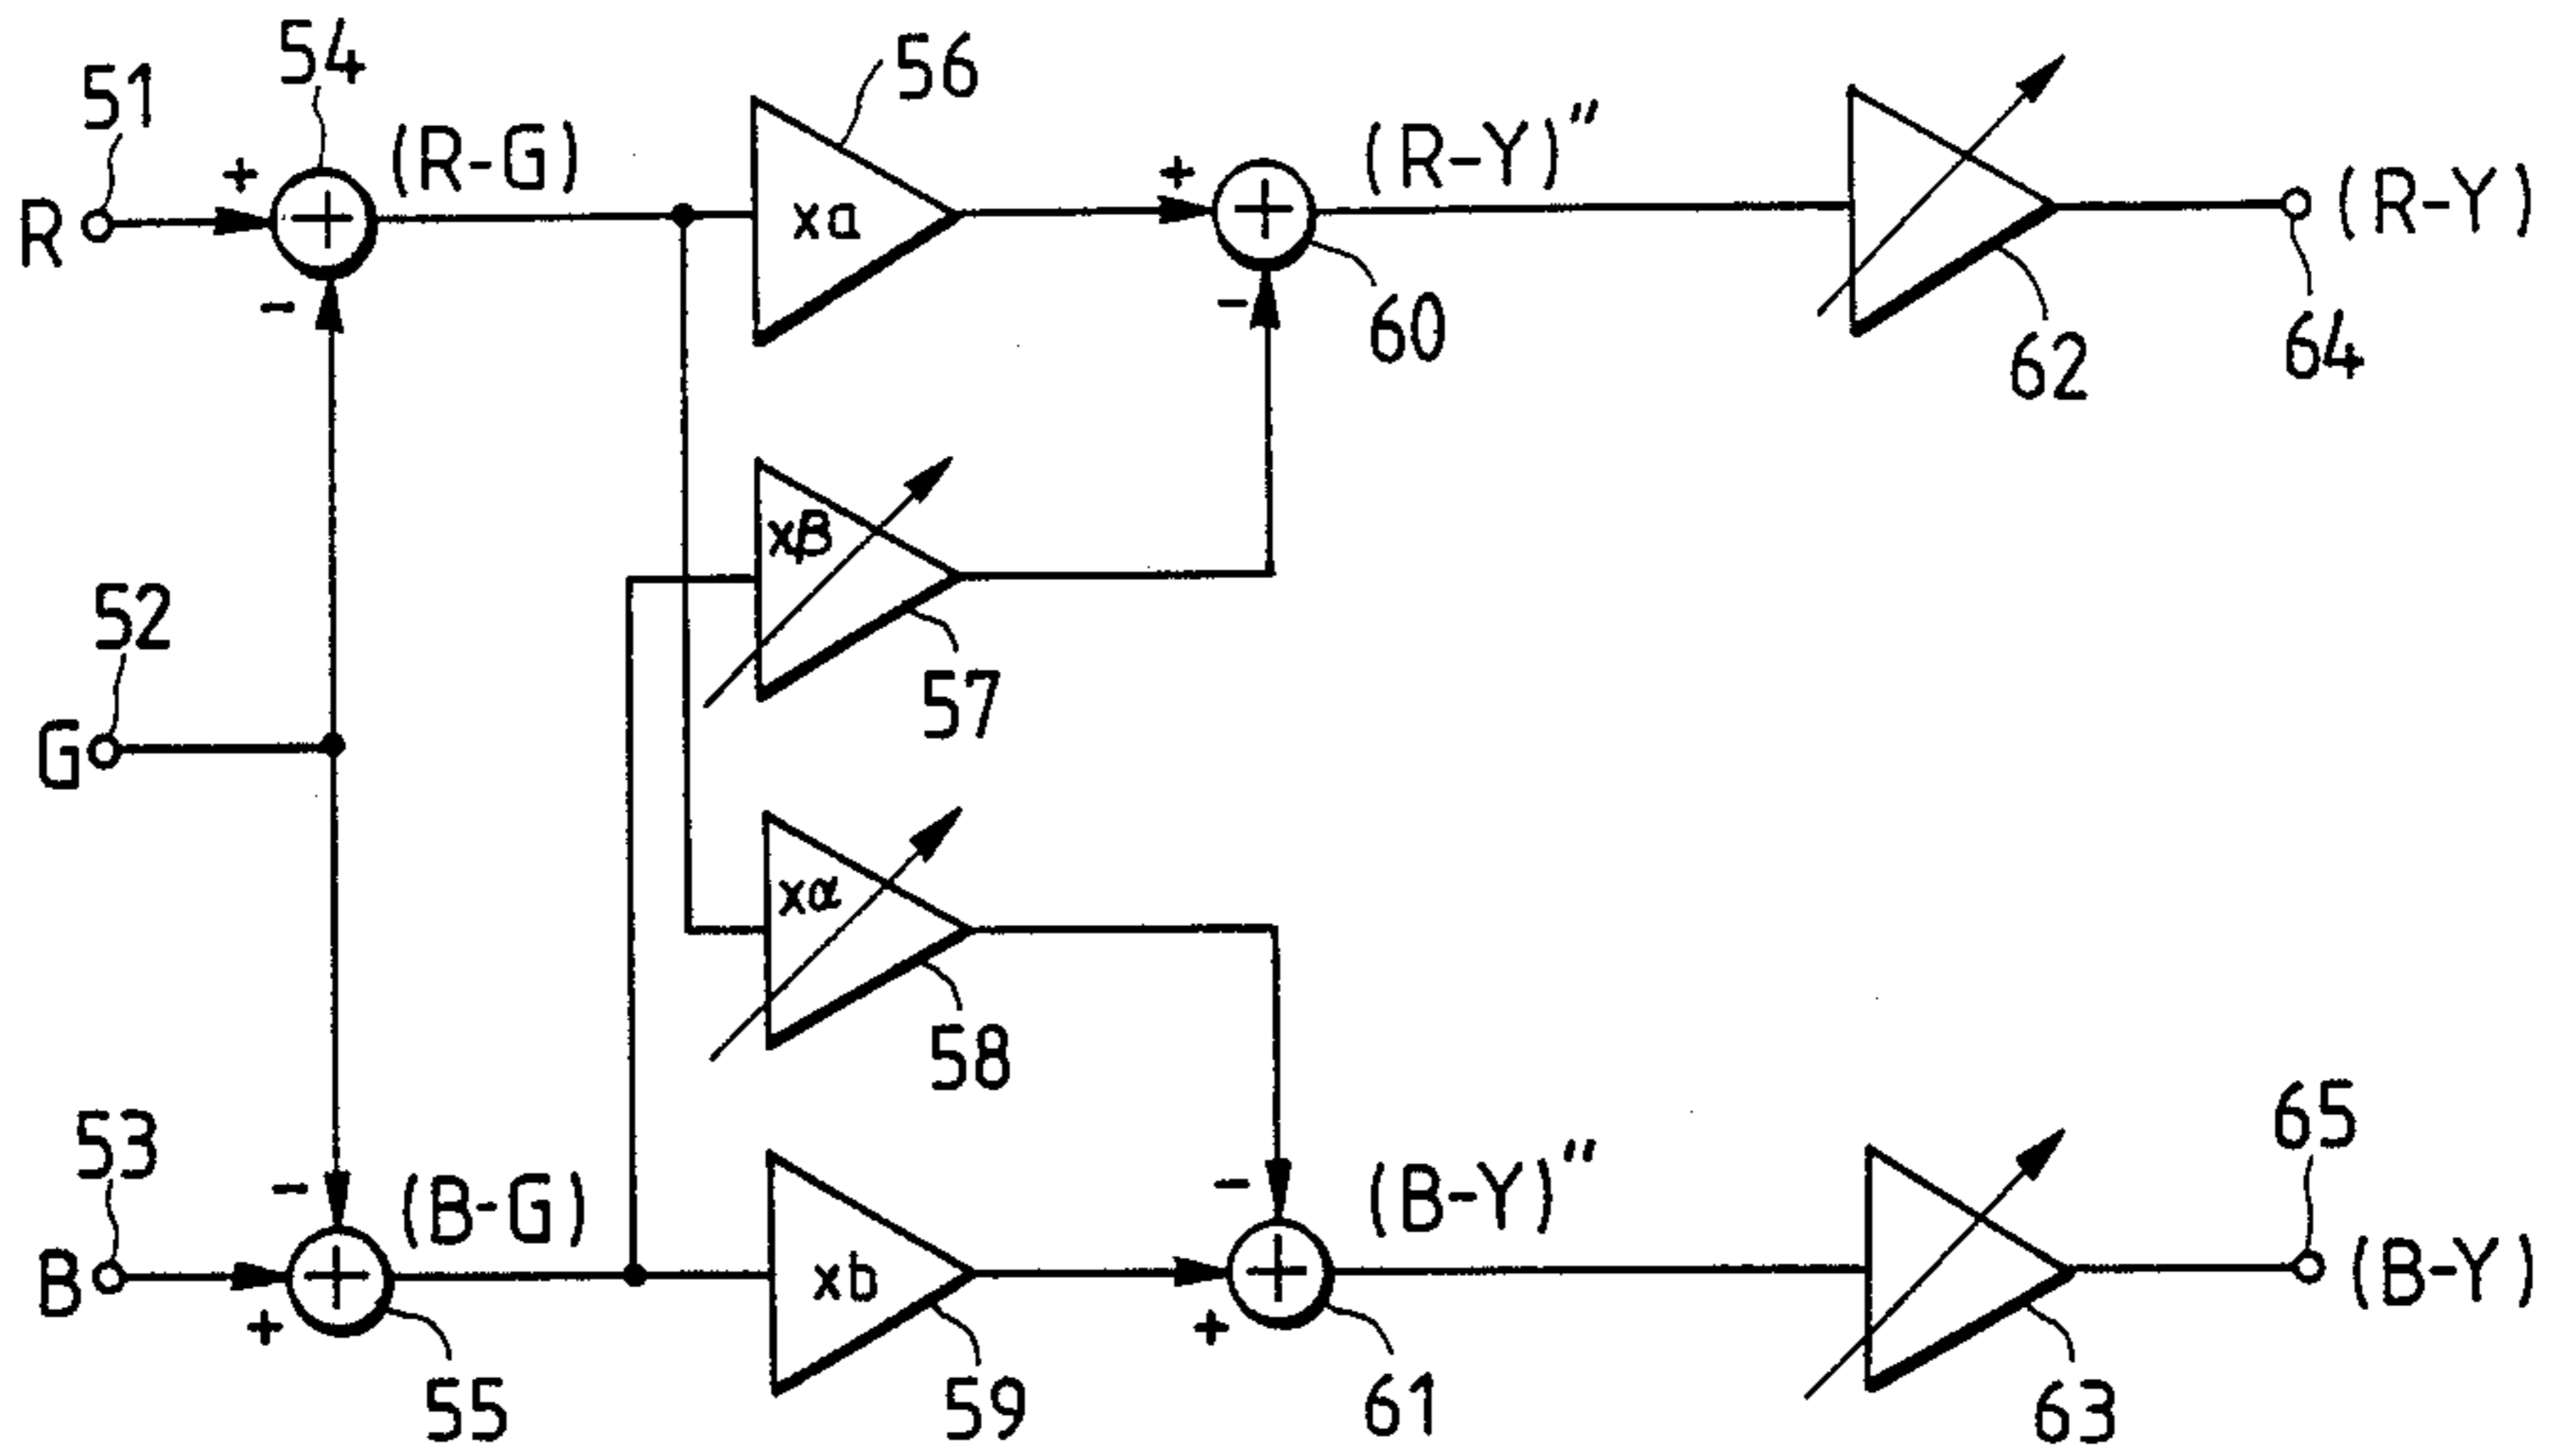 51
54
56
R
+
(R-G)
xa
+
(R-Y)"
(R-Y)
-
-
60
62
64
xβ
52
57
G
xα
58
53
65
B
-
(B-G)
-
(B-Y)"
(B-Y)
+
xb
+
55
59
61
63